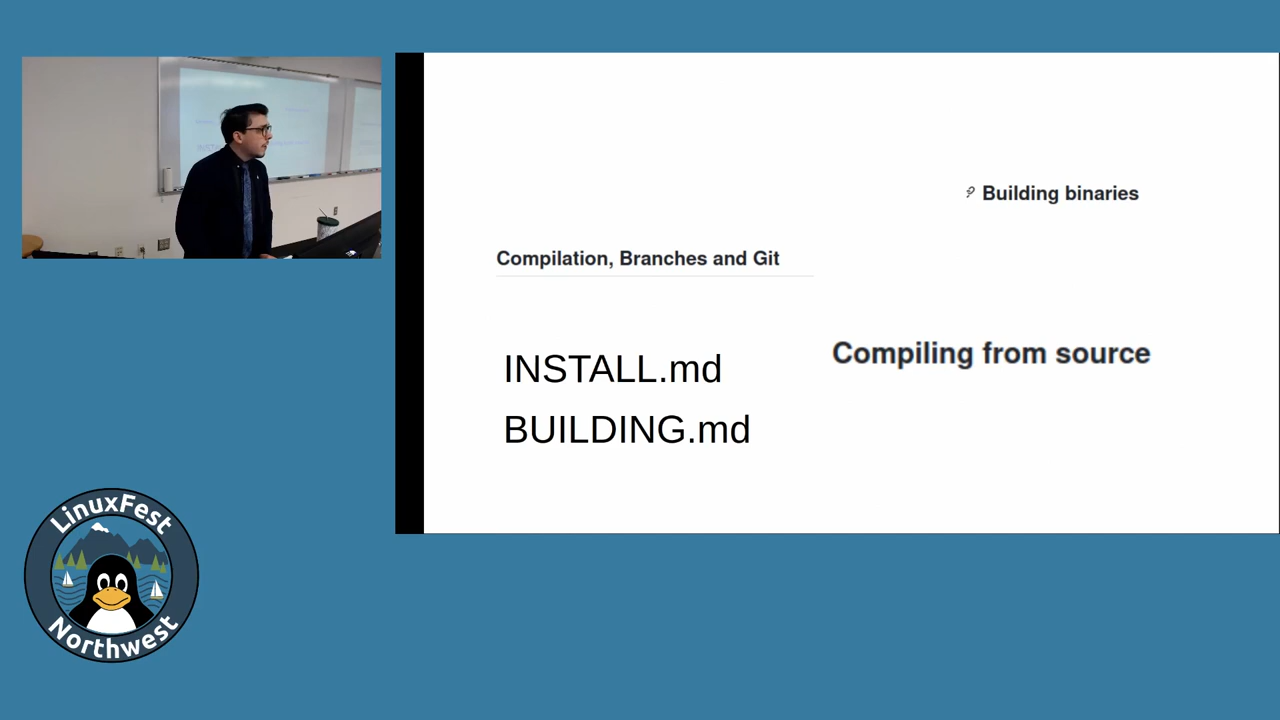 Building binaries
Compilation, Branches and Git
Compiling from source
INSTALL.md
BUILDING.md
LinuxFest
Northwest